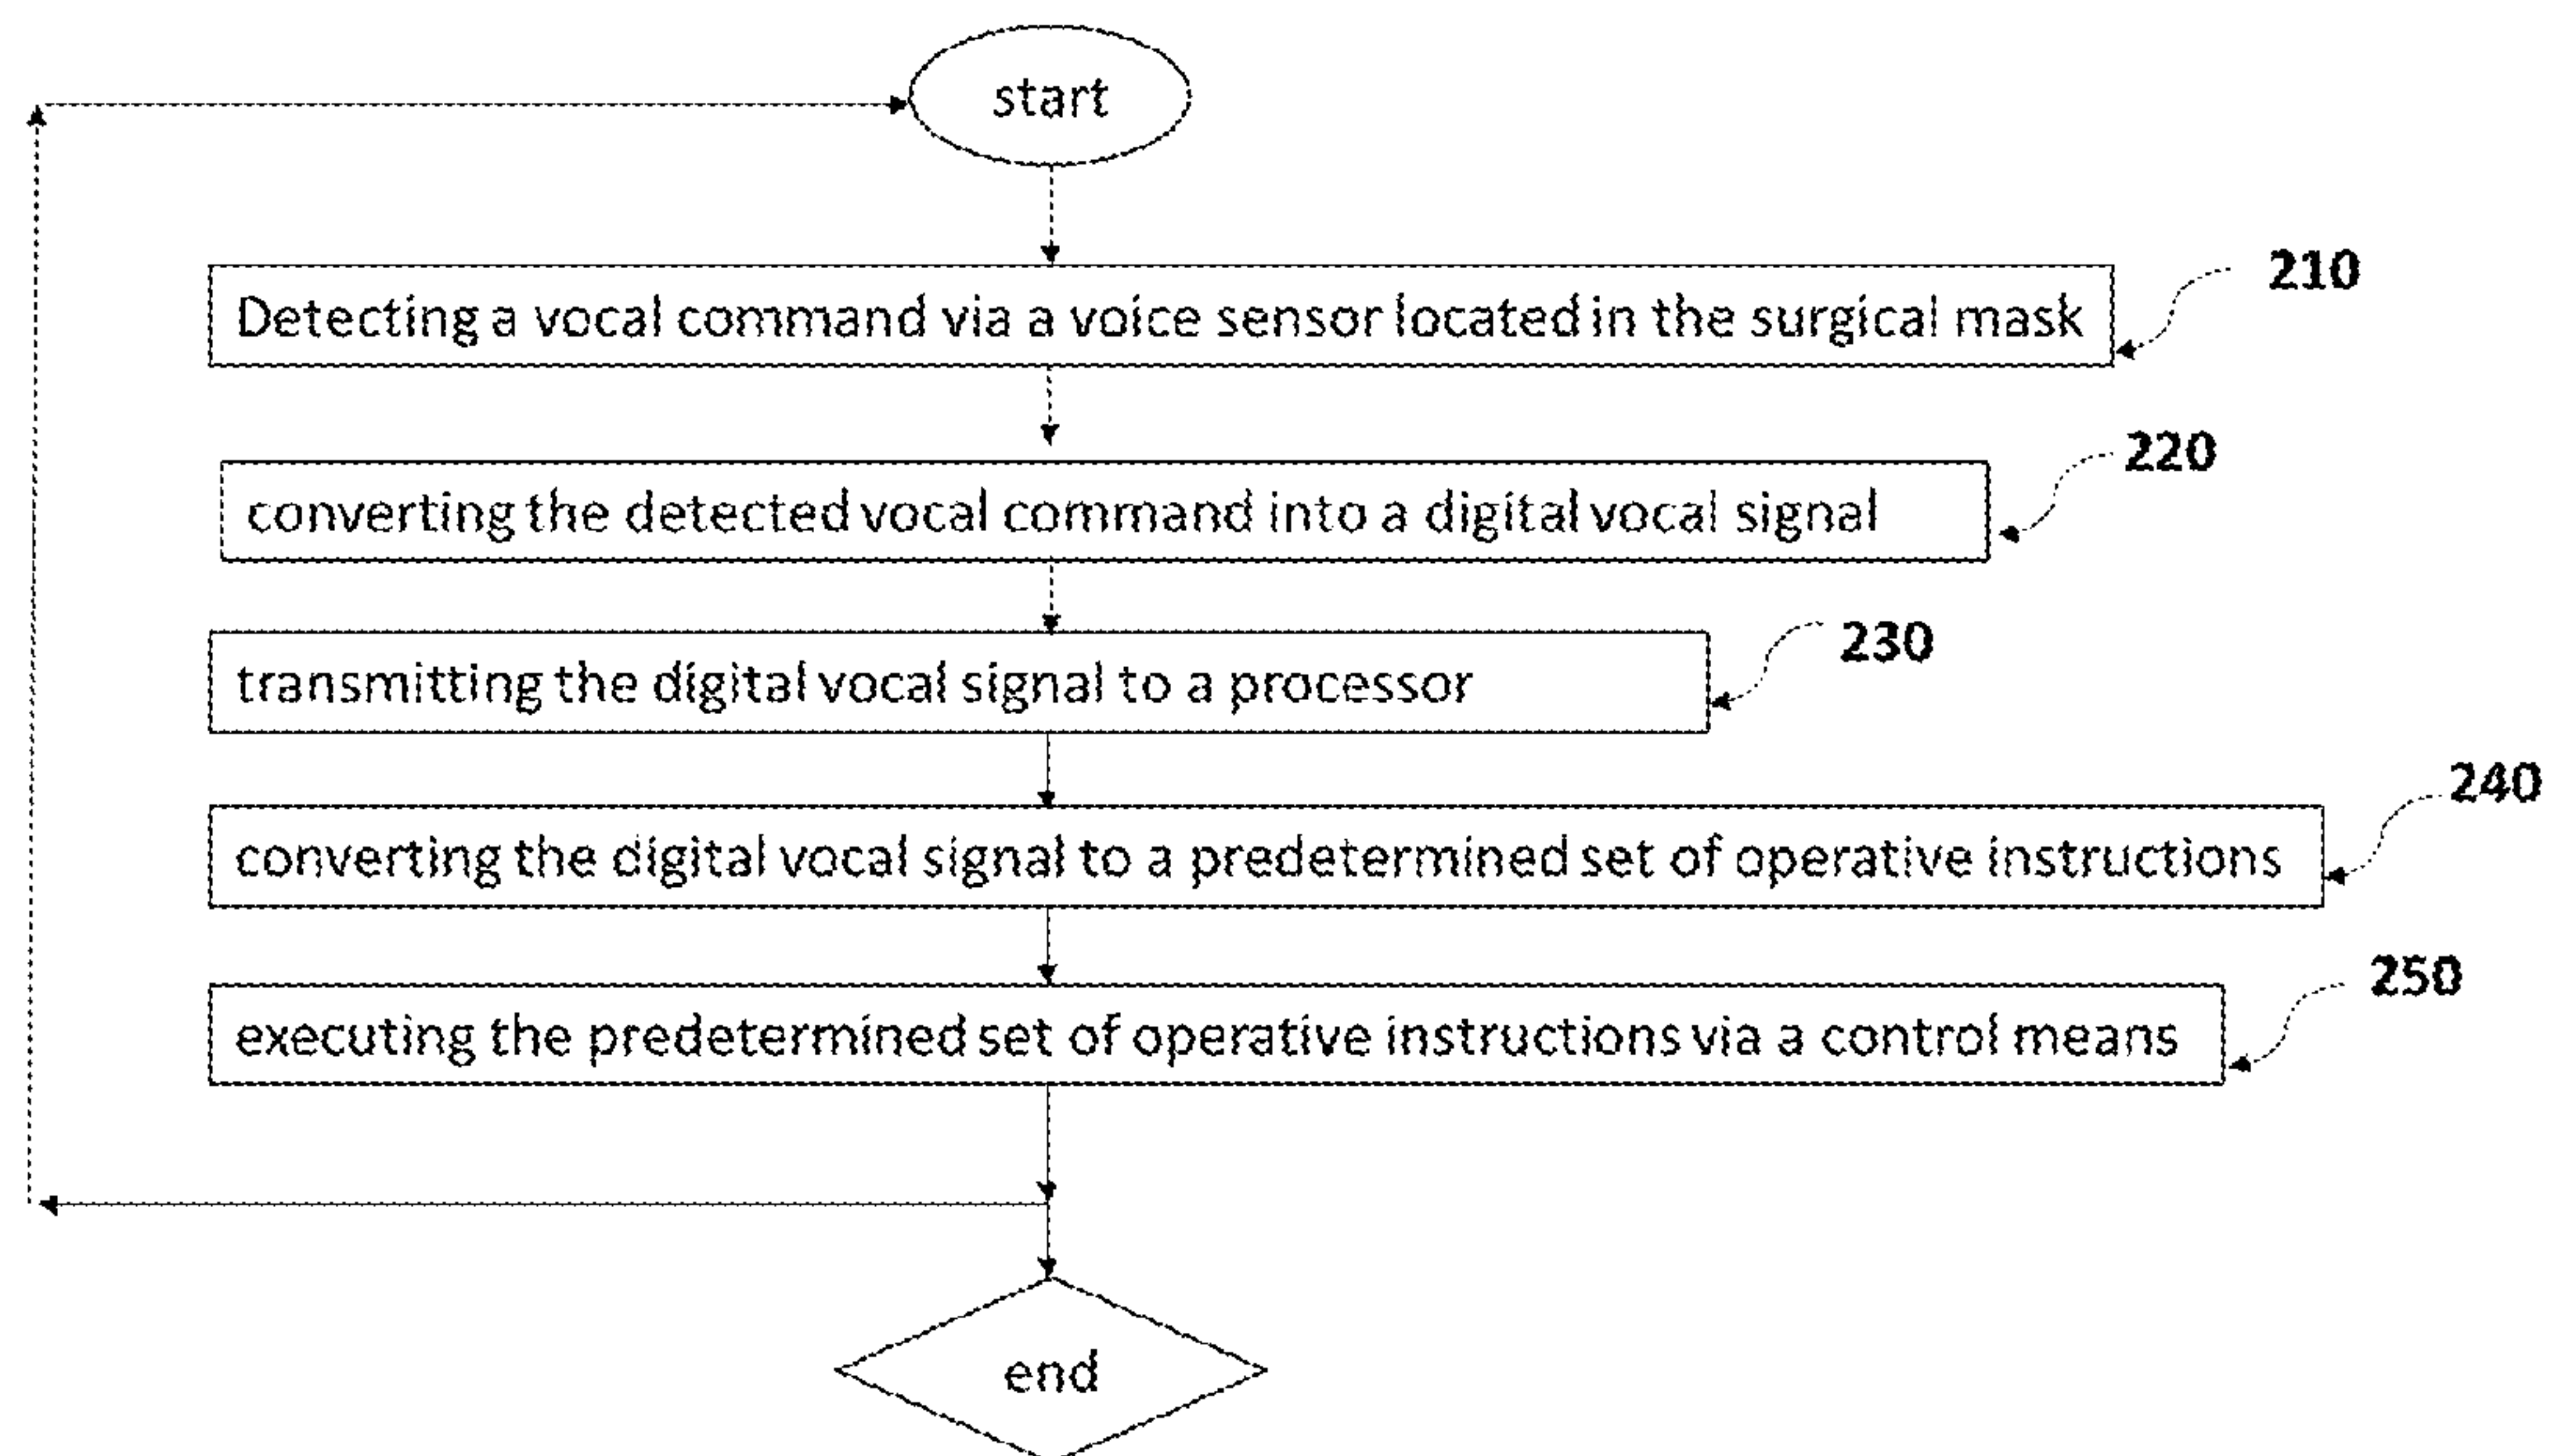 start
210
Detecting a vocal command via a voice sensor located in the surgical mask
220
converting the detected vocal command into a digital vocal signal
230
transmitting the digital vocal signal to a processor
240
converting the digital vocal signal to a predetermined set of operative instructions
250
executing the predetermined set of operative instructions via a control means
end